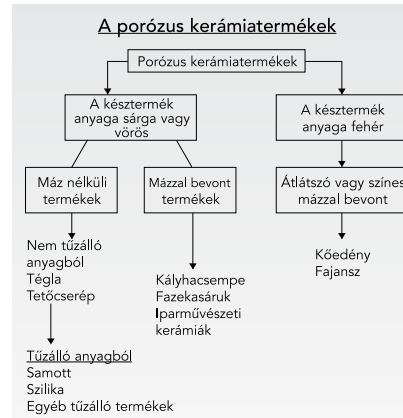 A porózus kerámiatermékek
Porózus kerámiatermékek
A késztermék
anyaga sárga vagy
vörös
A késztermék
anyaga fehér
Máz nélküli
termékek
Mázzal bevont
termékek
Átlátszó vagy színes
mázzal bevont
Nem tűzálló
anyagból
Tégla
Tetőcserép
Kályhacsempe
Fazekasáruk
Iparművészeti
kerámiák
Kőedény
Fajansz
Tűzálló anyagból
Samott
Szilika
Egyéb tűzálló termékek